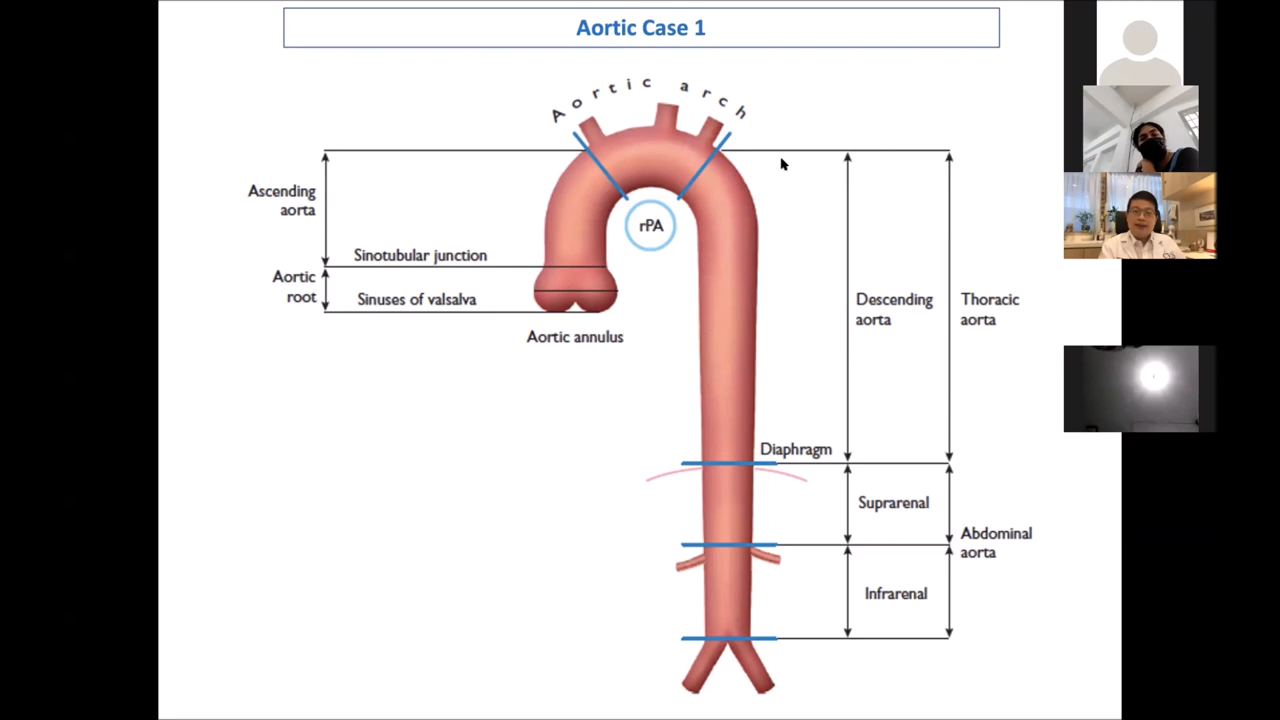 Aortic Case 1
Aortic arch
Ascending
aorta
rPA
Sinotubular junction
Aortic
root
Sinuses of valsalva
Aortic annulus
Descending
aorta
Thoracic
aorta
Diaphragm
Suprarenal
Abdominal
aorta
Infrarenal